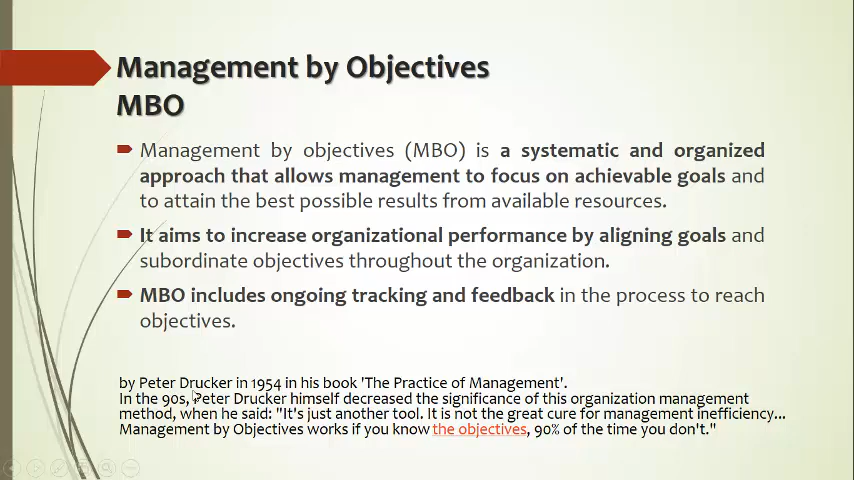 Management by Objectives
MBO
Management by objectives (MBO) is a systematic and organized
approach that allows management to focus on achievable goals and
to attain the best possible results from available resources.
It aims to increase organizational performance by aligning goals and
subordinate objectives throughout the organization.
MBO includes ongoing tracking and feedback in the process to reach
objectives.
by Peter Drucker in 1954 in his book 'The Practice of Management'.
In the 90s, Peter Drucker himself decreased the significance of this organization management
method, when he said: "It's just another tool. It is not the great cure for management inefficiency...
Management by Objectives works if you know the objectives, 90% of the time you don't."